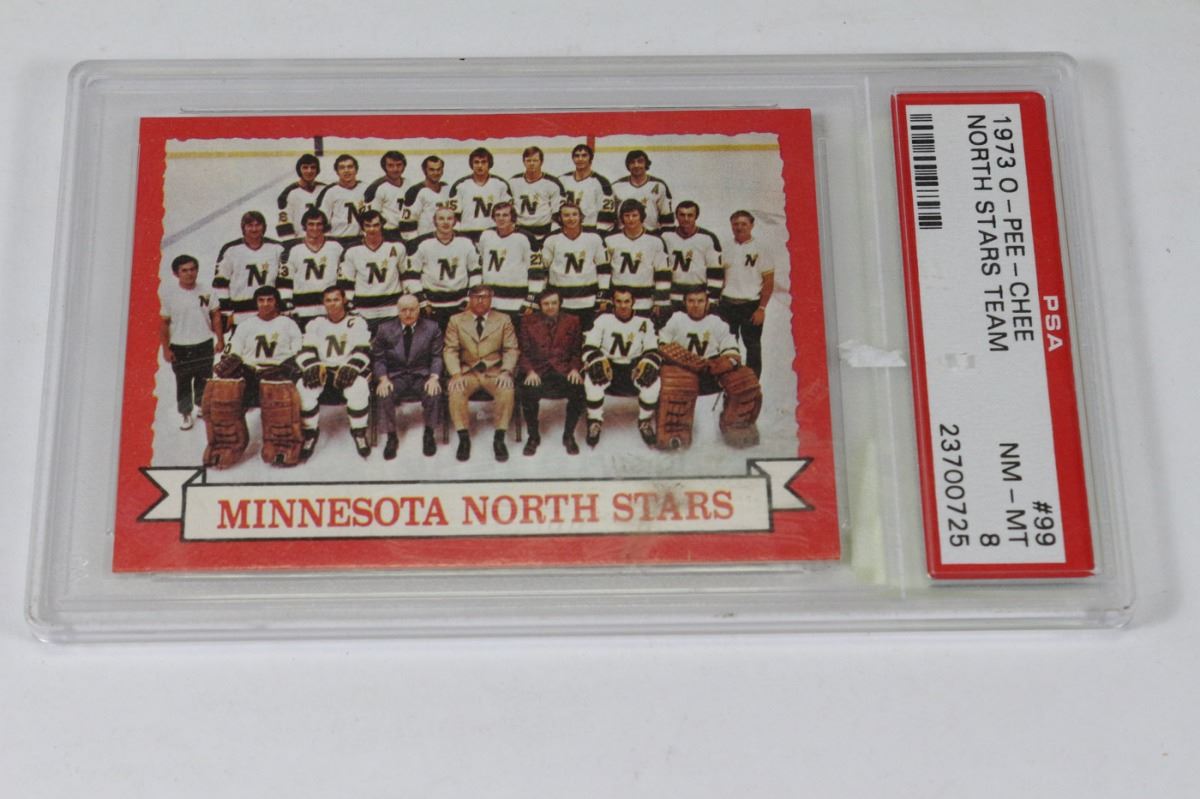 MINNESOTA NORTH STARS
PSA
1973 O-PEE-CHEE #99
NORTH STARS TEAM NM-MT
8
23700725